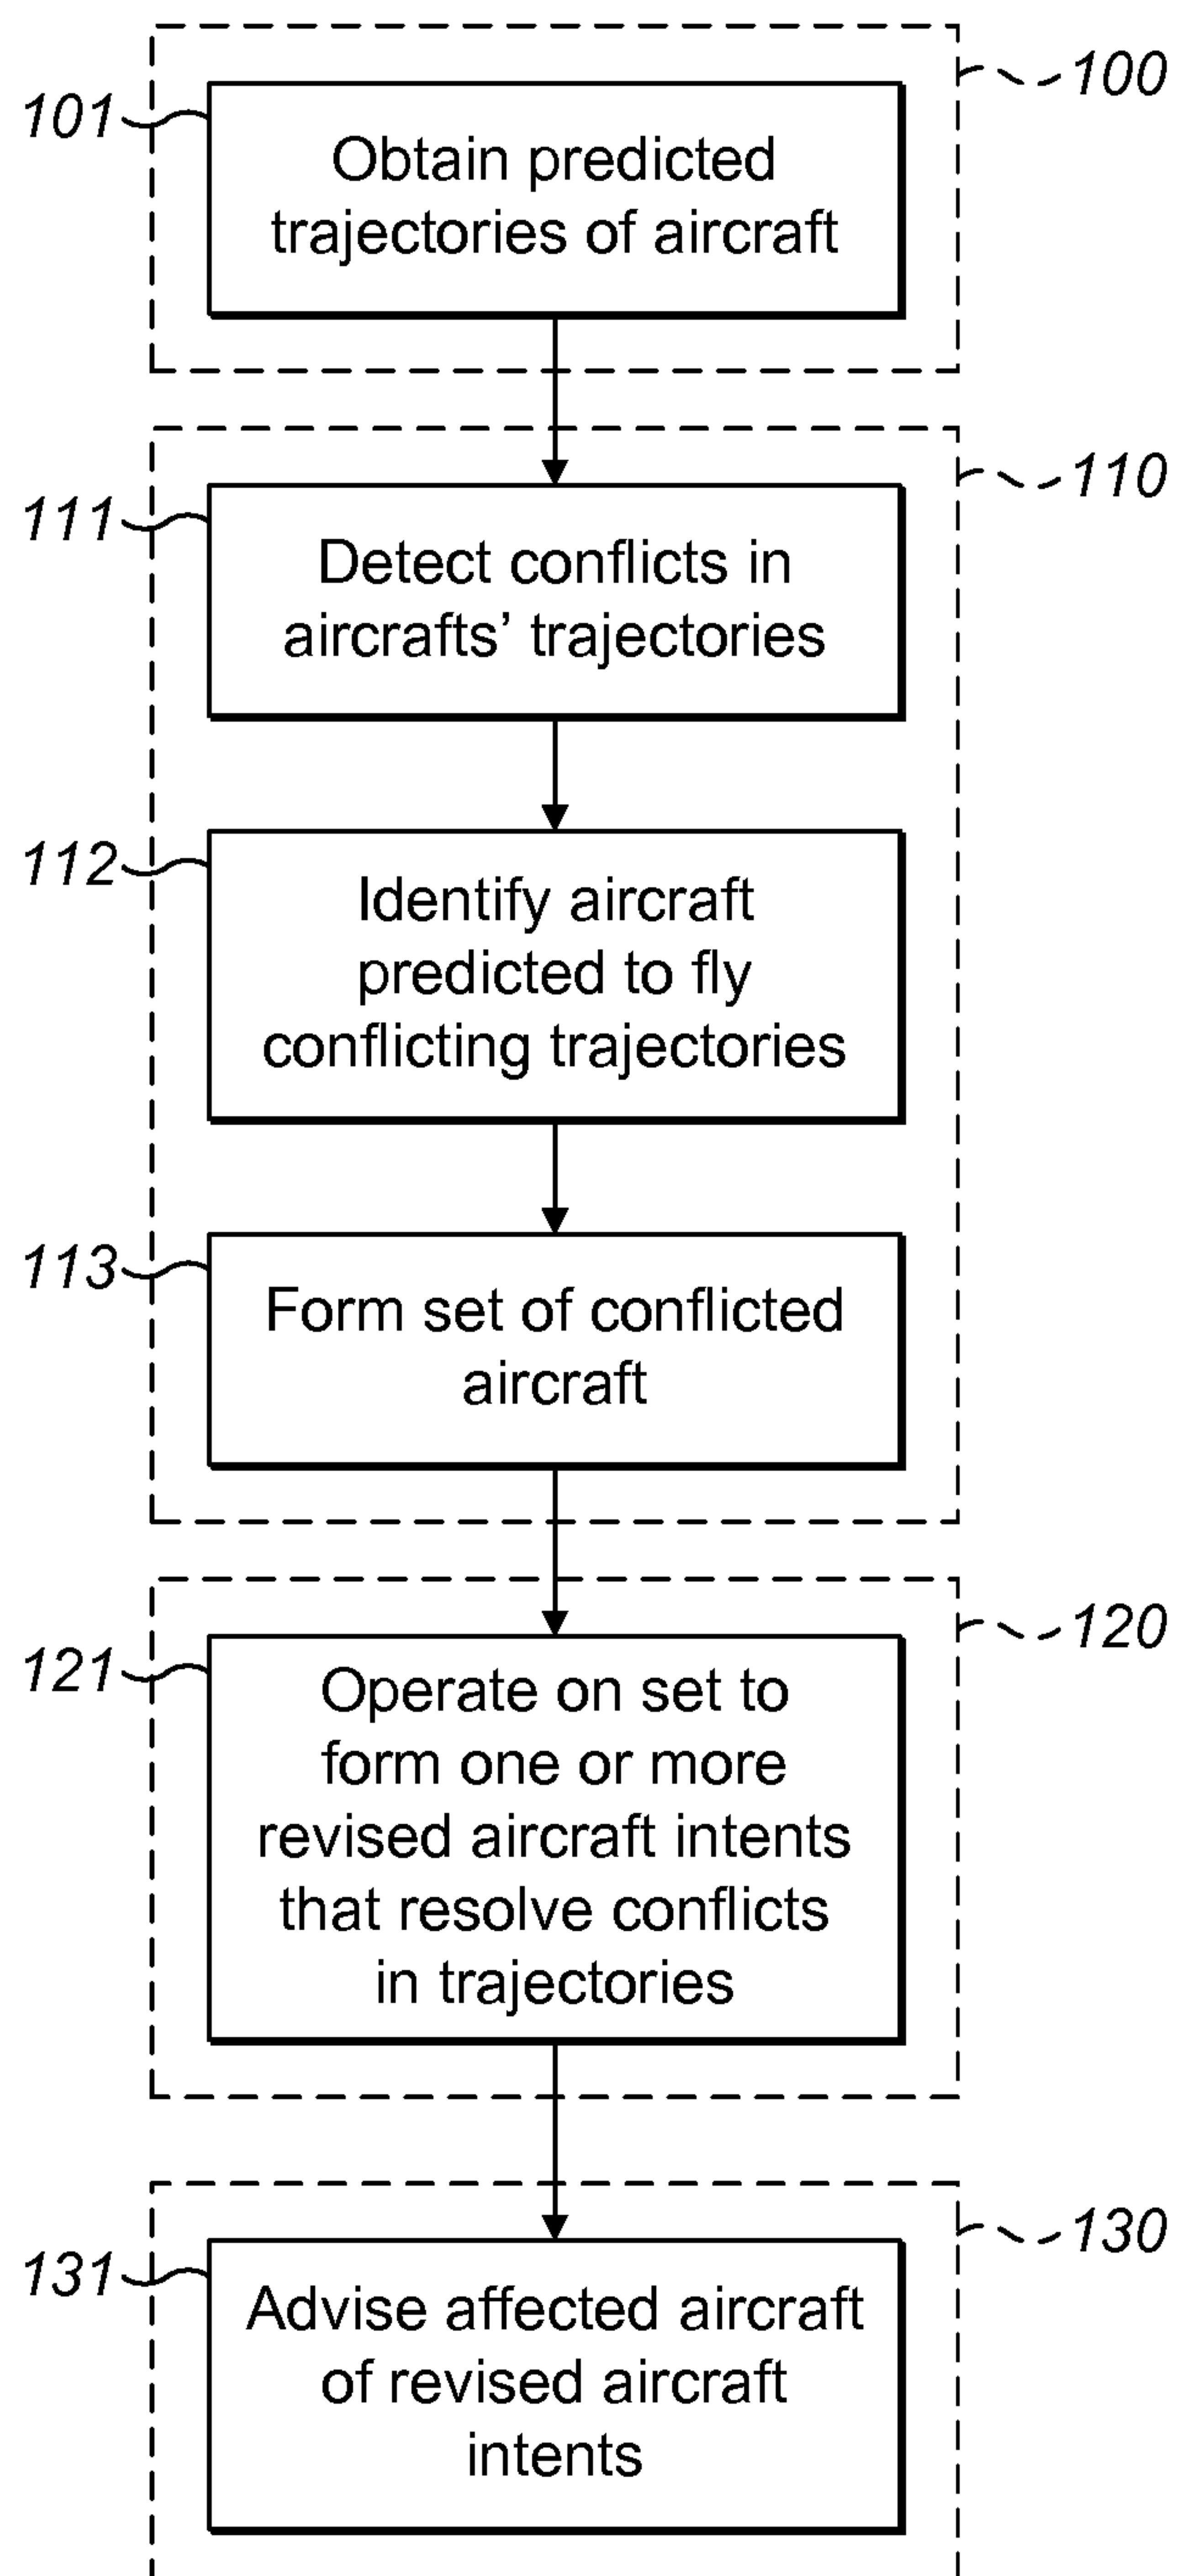 100
101
Obtain predicted
trajectories of aircraft
110
111
Detect conflicts in
aircrafts’ trajectories
112
Identify aircraft
predicted to fly
conflicting trajectories
113
Form set of conflicted
aircraft
120
121
Operate on set to
form one or more
revised aircraft intents
that resolve conflicts
in trajectories
130
131
Advise affected aircraft
of revised aircraft
intents